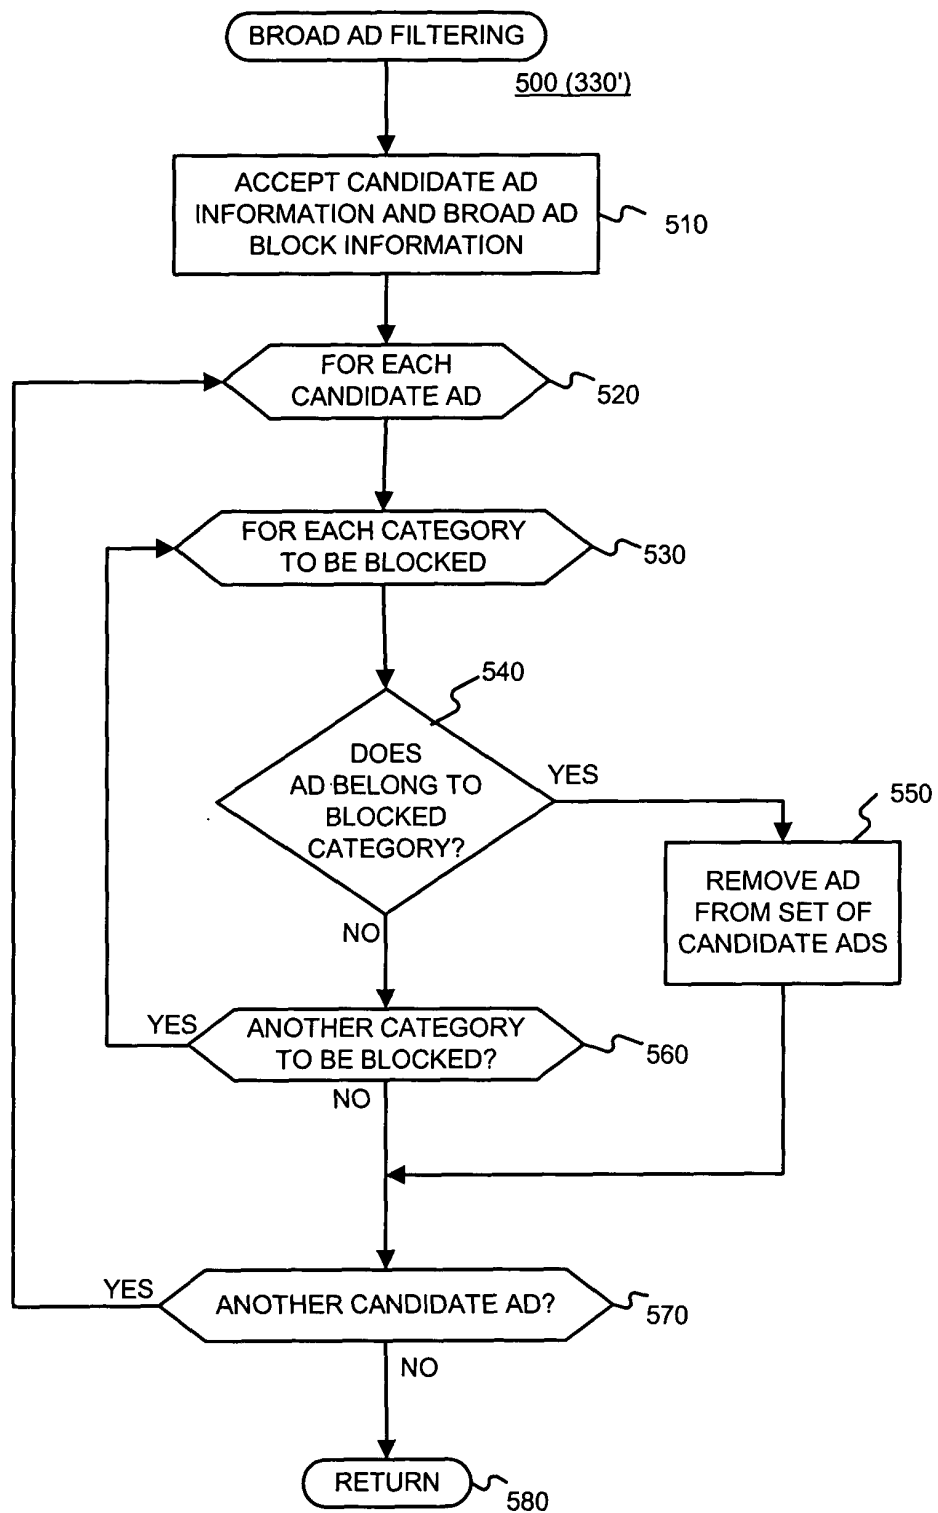 BROAD AD FILTERING
500 (330')
ACCEPT CANDIDATE AD
INFORMATION AND BROAD AD
BLOCK INFORMATION
510
FOR EACH
CANDIDATE AD
520
FOR EACH CATEGORY
TO BE BLOCKED
530
540
DOES
AD BELONG TO
BLOCKED
CATEGORY?
YES
550
REMOVE AD
FROM SET OF
CANDIDATE ADS
NO
YES
ANOTHER CATEGORY
TO BE BLOCKED?
560
NO
YES
ANOTHER CANDIDATE AD?
570
NO
RETURN
580